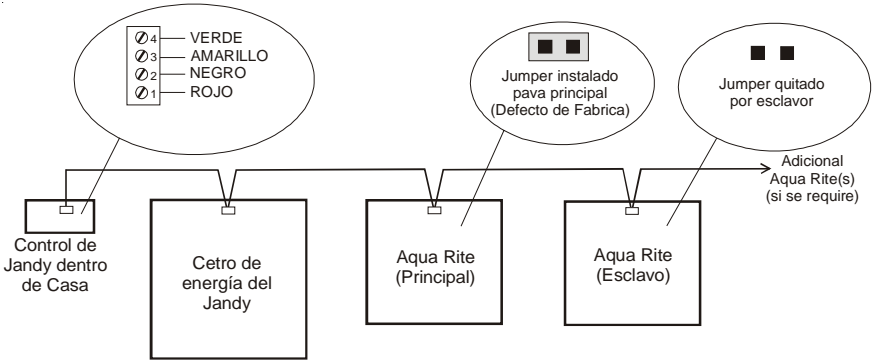 4 VERDE
3 AMARILLO
2 NEGRO
1 ROJO
Jumper instalado
pava principal
(Defecto de Fabrica)
Jumper quitado
por esclavor
Adicional
Aqua Rite(s)
(si se require)
Control de
Jandy dentro
de Casa
Cetro de
energía del
Jandy
Aqua Rite
(Principal)
Aqua Rite
(Esclavo)